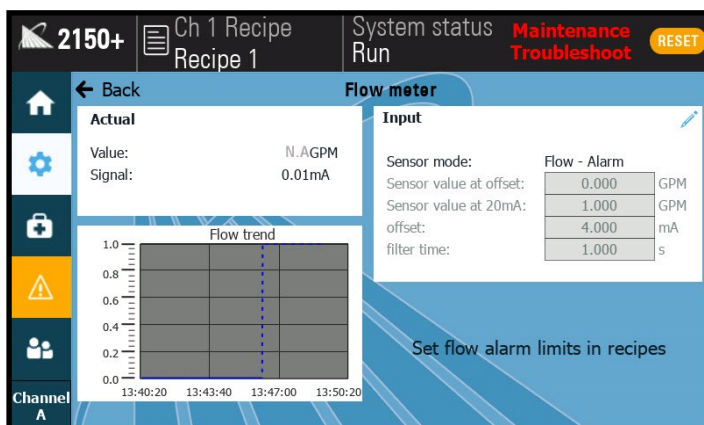 2150+
Ch 1 Recipe
Recipe 1
System status
Run
Maintenance
Troubleshoot
RESET
← Back
Flow meter
Actual
Value: N.A GPM
Signal: 0.01mA
Input
Sensor mode: Flow - Alarm
Sensor value at offset: 0.000 GPM
Sensor value at 20mA: 1.000 GPM
offset: 4.000 mA
filter time: 1.000 s
Flow trend
1.0
0.8
0.6
0.4
0.2
0.0
13:40:20 13:43:40 13:47:00 13:50:20
Set flow alarm limits in recipes
Channel
A